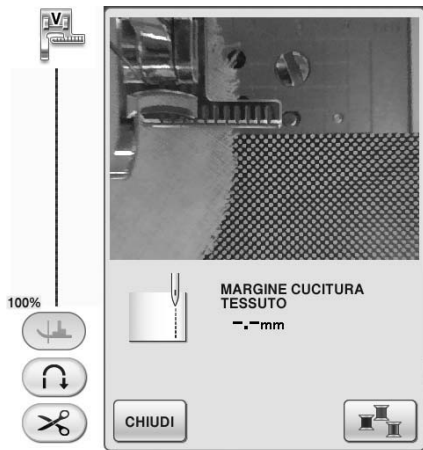 V
100%
MARGINE CUCITURA
TESSUTO
-.-mm
CHIUDI